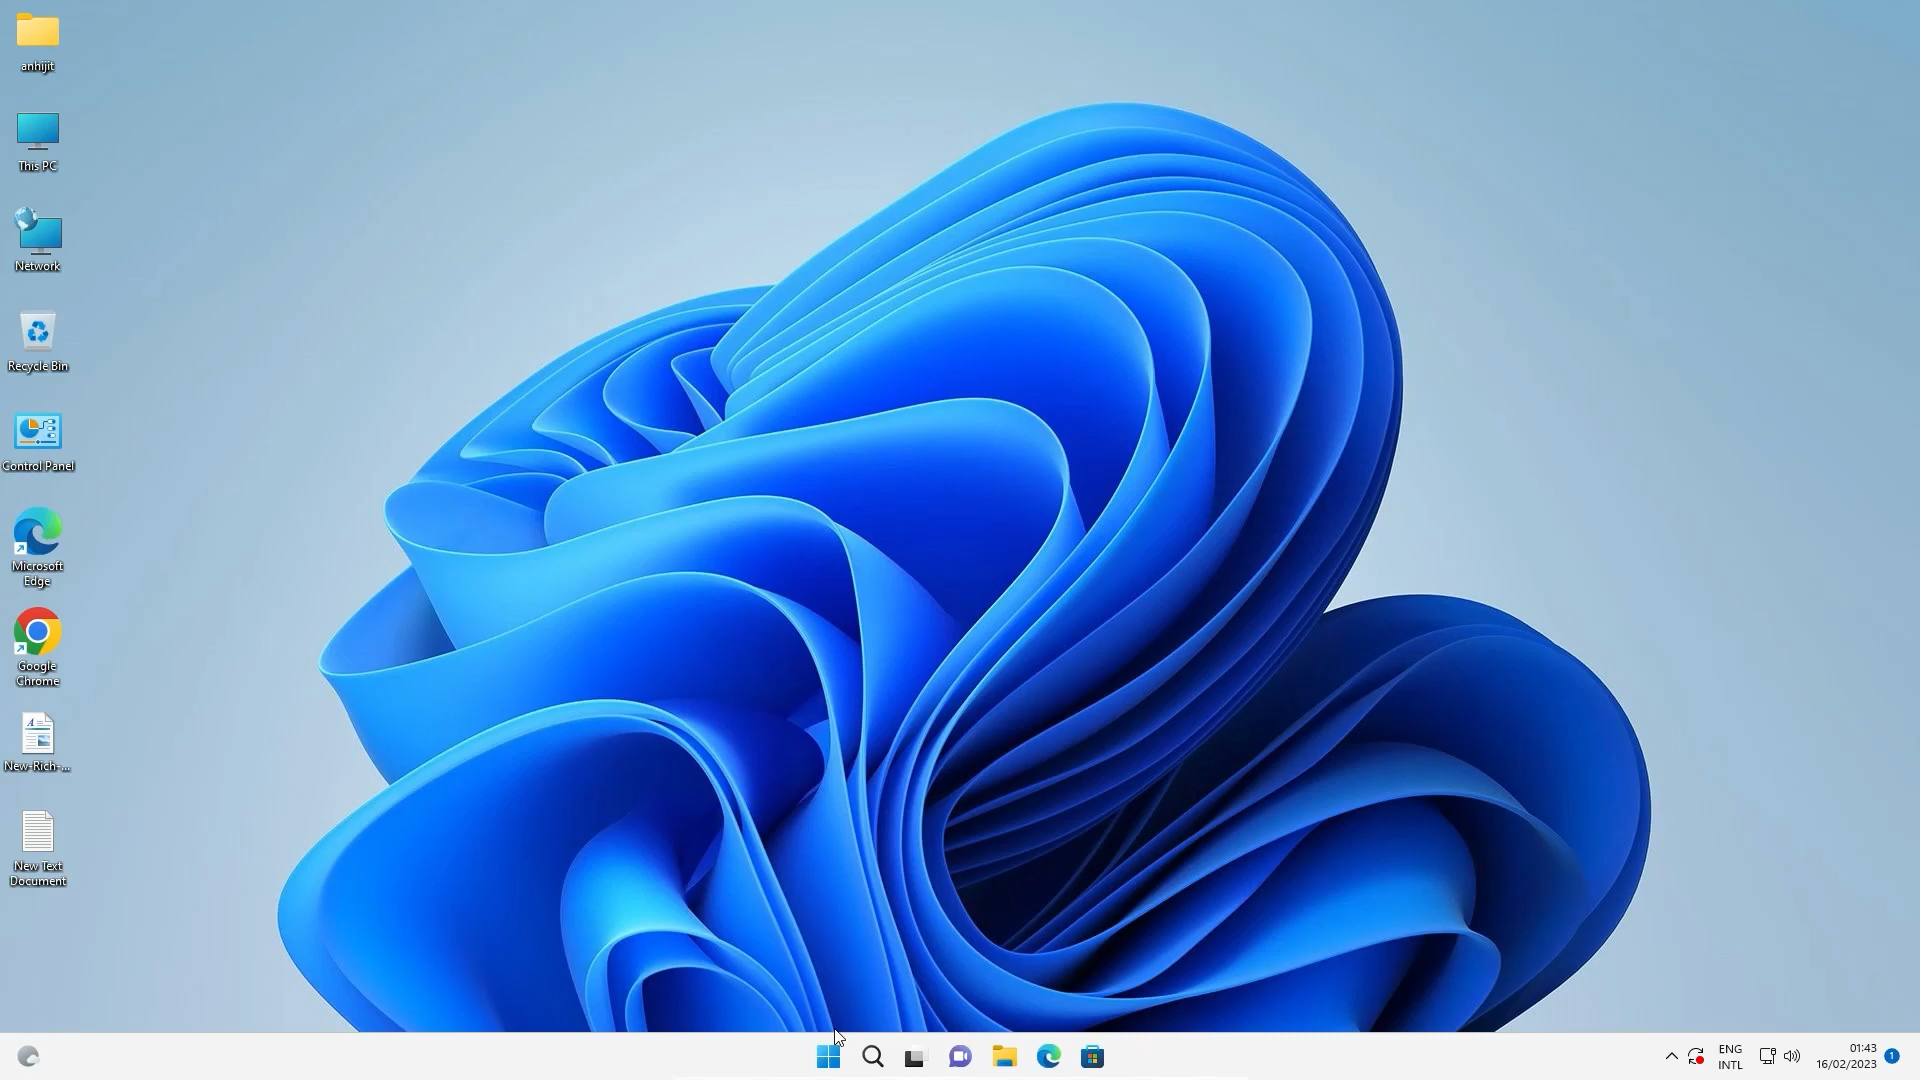 anhijit
This PC
Network
Recycle Bin
Control Panel
Microsoft
Edge
Google
Chrome
New-Rich-...
New Text
Document
ENG
INTL
01:43
16/02/2023
1